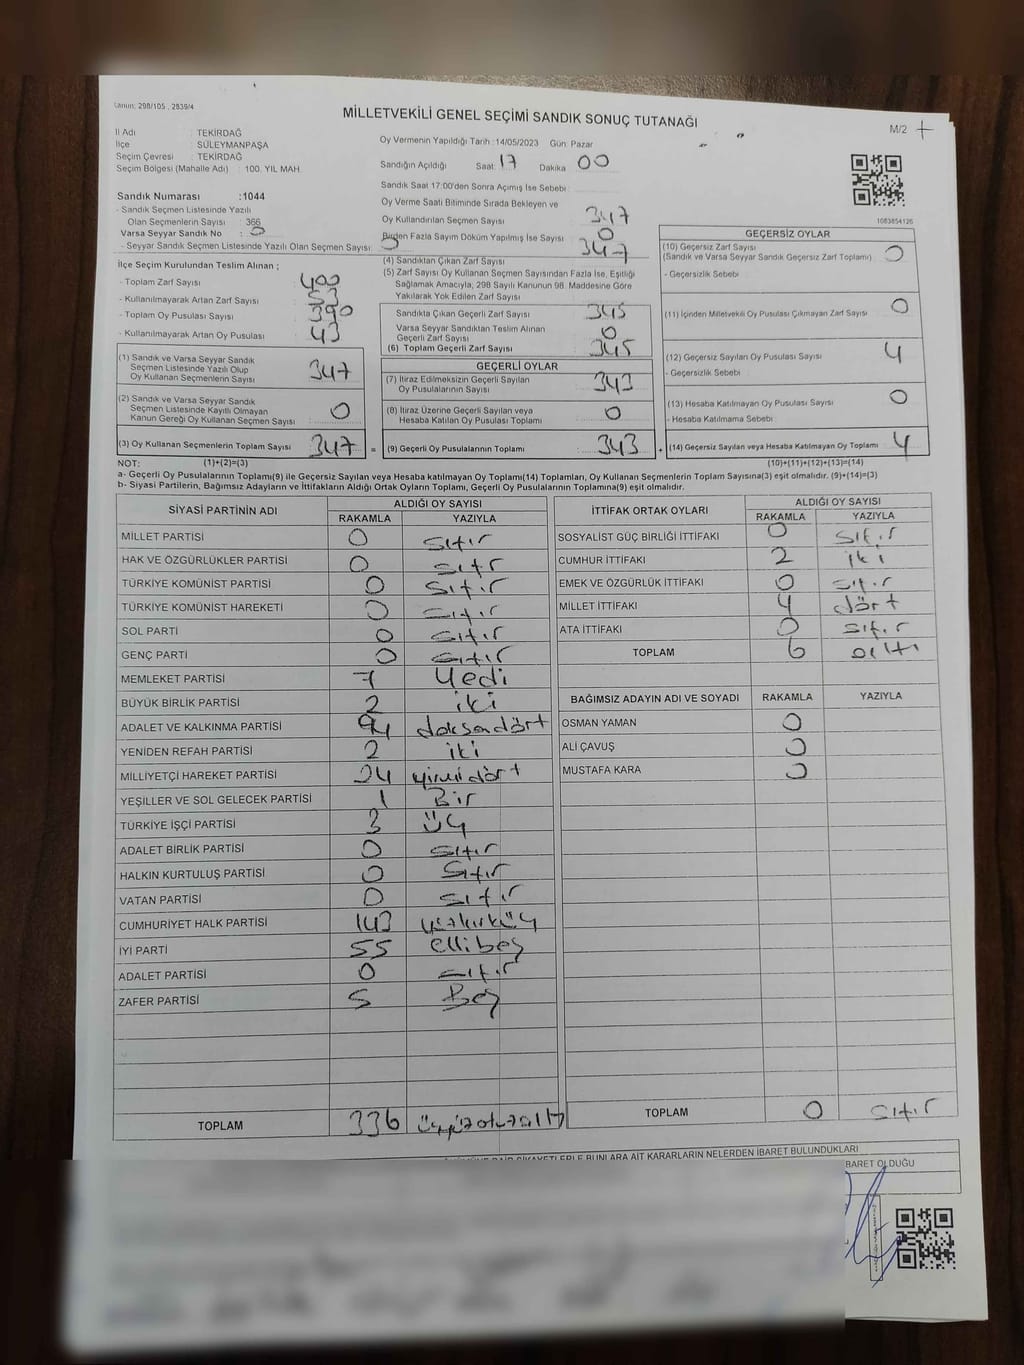 Kanun: 298/105 , 2839/4
MİLLETVEKİLİ GENEL SEÇİMİ SANDIK SONUÇ TUTANAĞI
M/2 +
İl Adı : TEKİRDAĞ
İlçe : SÜLEYMANPAŞA
Seçim Çevresi : TEKİRDAĞ
Seçim Bölgesi (Mahalle Adı) : 100. YIL MAH.
Oy Vermenin Yapıldığı Tarih :14/05/2023 Gün: Pazar
Sandığın Açıldığı Saat: 17 Dakika 00
Sandık Saat 17:00'den Sonra Açımış İse Sebebi :
Oy Verme Saati Bitiminde Sırada Bekleyen ve
Oy Kullandırılan Seçmen Sayısı : 347
Birden Fazla Sayım Döküm Yapılmış İse Sayısı : 0
Sandık Numarası :1044
- Sandık Seçmen Listesinde Yazılı
Olan Seçmenlerin Sayısı : 366
Varsa Seyyar Sandık No : 0
- Seyyar Sandık Seçmen Listesinde Yazılı Olan Seçmen Sayısı: 0
1083854126
İlçe Seçim Kurulundan Teslim Alınan ;
- Toplam Zarf Sayısı : 400
- Kullanılmayarak Artan Zarf Sayısı : 53
- Toplam Oy Pusulası Sayısı : 390
- Kullanılmayarak Artan Oy Pusulası : 43
(1) Sandık ve Varsa Seyyar Sandık
Seçmen Listesinde Yazılı Olup
Oy Kullanan Seçmenlerin Sayısı : 347
(2) Sandık ve Varsa Seyyar Sandık
Seçmen Listesinde Kayıtlı Olmayan
Kanun Gereği Oy Kullanan Seçmen Sayısı : 0
(3) Oy Kullanan Seçmenlerin Toplam Sayısı : 347 =
(4) Sandıktan Çıkan Zarf Sayısı : 347
(5) Zarf Sayısı Oy Kullanan Seçmen Sayısından Fazla İse, Eşitliği
Sağlamak Amacıyla; 298 Sayılı Kanunun 98. Maddesine Göre
Yakılarak Yok Edilen Zarf Sayısı :
Sandıkta Çıkan Geçerli Zarf Sayısı : 345
Varsa Seyyar Sandıktan Teslim Alınan
Geçerli Zarf Sayısı : 0
(6) Toplam Geçerli Zarf Sayısı : 345
GEÇERLİ OYLAR
(7) İtiraz Edilmeksizin Geçerli Sayılan
Oy Pusulalarının Sayısı : 343
(8) İtiraz Üzerine Geçerli Sayılan veya
Hesaba Katılan Oy Pusulası Toplamı : 0
(9) Geçerli Oy Pusulalarının Toplamı : 343 +
GEÇERSİZ OYLAR
(10) Geçersiz Zarf Sayısı : 0
(Sandık ve Varsa Seyyar Sandık Geçersiz Zarf Toplamı)
- Geçersizlik Sebebi :
(11) İçinden Milletvekili Oy Pusulası Çıkmayan Zarf Sayısı : 0
(12) Geçersiz Sayılan Oy Pusulası Sayısı : 4
- Geçersizlik Sebebi :
(13) Hesaba Katılmayan Oy Pusulası Sayısı : 0
- Hesaba Katılmama Sebebi :
(14) Geçersiz Sayılan veya Hesaba Katılmayan Oy Toplamı : 4
NOT: (1)+(2)=(3) (10)+(11)+(12)+(13)=(14)
a- Geçerli Oy Pusulalarının Toplamı(9) ile Geçersiz Sayılan veya Hesaba katılmayan Oy Toplamı(14) Toplamları, Oy Kullanan Seçmenlerin Toplam Sayısına(3) eşit olmalıdır. (9)+(14)=(3)
b- Siyasi Partilerin, Bağımsız Adayların ve İttifakların Aldığı Ortak Oyların Toplamı, Geçerli Oy Pusulalarının Toplamına(9) eşit olmalıdır.
SİYASİ PARTİNİN ADI ALDIĞI OY SAYISI
RAKAMLA YAZIYLA
MİLLET PARTİSİ 0 sıfır
HAK VE ÖZGÜRLÜKLER PARTİSİ 0 sıfır
TÜRKİYE KOMÜNİST PARTİSİ 0 sıfır
TÜRKİYE KOMÜNİST HAREKETİ 0 sıfır
SOL PARTİ 0 sıfır
GENÇ PARTİ 0 sıfır
MEMLEKET PARTİSİ 7 Yedi
BÜYÜK BİRLİK PARTİSİ 2 iki
ADALET VE KALKINMA PARTİSİ 94 doksandört
YENİDEN REFAH PARTİSİ 2 iki
MİLLİYETÇİ HAREKET PARTİSİ 24 yirmidört
YEŞİLLER VE SOL GELECEK PARTİSİ 1 Bir
TÜRKİYE İŞÇİ PARTİSİ 3 Üç
ADALET BİRLİK PARTİSİ 0 sıfır
HALKIN KURTULUŞ PARTİSİ 0 sıfır
VATAN PARTİSİ 0 sıfır
CUMHURİYET HALK PARTİSİ 143 yüzkırküç
İYİ PARTİ 55 ellibeş
ADALET PARTİSİ 0 sıfır
ZAFER PARTİSİ 5 Beş
TOPLAM 336 üçyüzotuzaltı
İTTİFAK ORTAK OYLARI ALDIĞI OY SAYISI
RAKAMLA YAZIYLA
SOSYALİST GÜÇ BİRLİĞİ İTTİFAKI 0 sıfır
CUMHUR İTTİFAKI 2 iki
EMEK VE ÖZGÜRLÜK İTTİFAKI 0 sıfır
MİLLET İTTİFAKI 4 dört
ATA İTTİFAKI 0 sıfır
TOPLAM 6 altı
BAĞIMSIZ ADAYIN ADI VE SOYADI RAKAMLA YAZIYLA
OSMAN YAMAN 0
ALİ ÇAVUŞ 0
MUSTAFA KARA 0
TOPLAM 0 sıfır
DAİR ŞİKAYETLERLE BUNLARA AİT KARARLARIN NELERDEN İBARET BULUNDUKLARI
BARET OLDUĞU